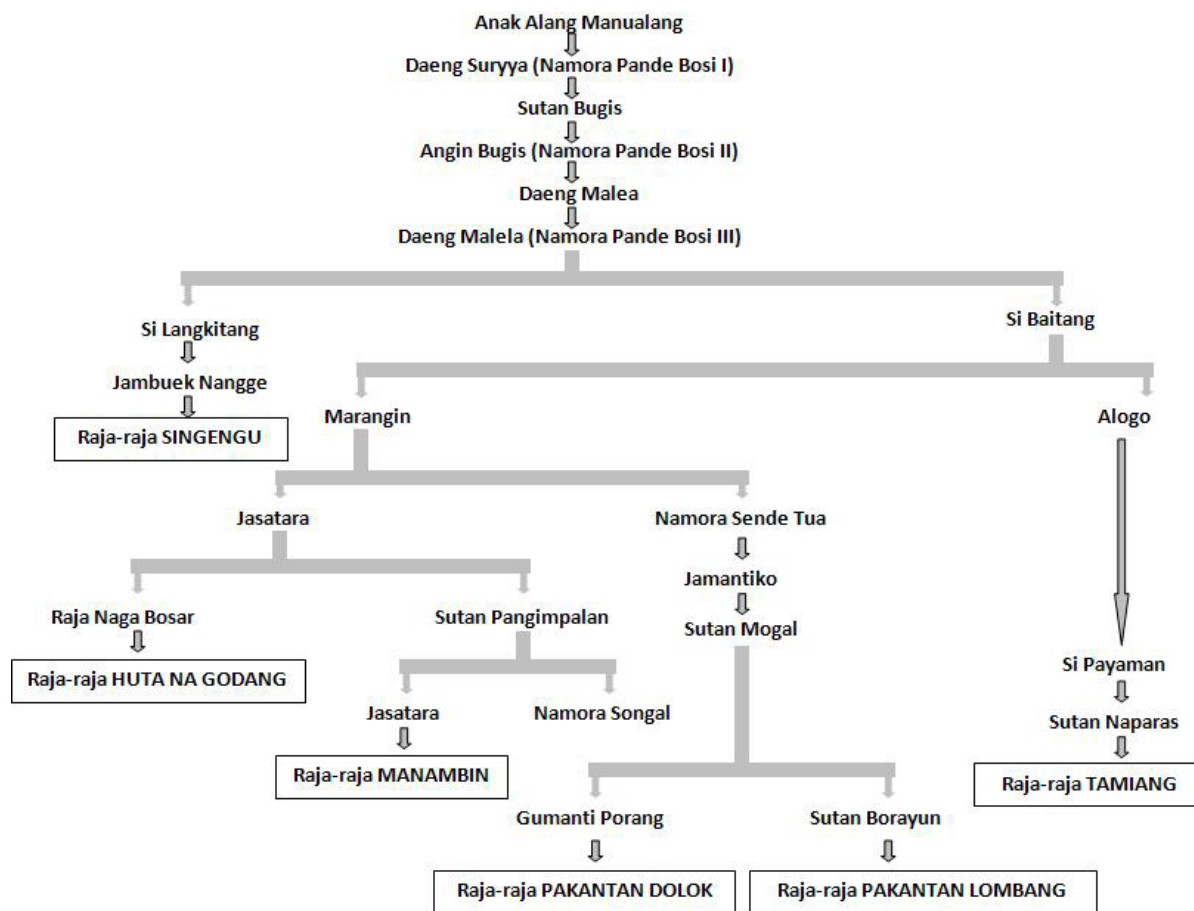 Anak Alang Manualang
Daeng Suryya (Namora Pande Bosi I)
Sutan Bugis
Angin Bugis (Namora Pande Bosi II)
Daeng Malea
Daeng Malela (Namora Pande Bosi III)
Si Langkitang
Si Baitang
Jambuek Nangge
Raja-raja SINGENGU
Marangin
Alogo
Jasatara
Namora Sende Tua
Jamantiko
Raja Naga Bosar
Sutan Pangimpalan
Sutan Mogal
Raja-raja HUTA NA GODANG
Si Payaman
Jasatara
Namora Songal
Sutan Naparas
Raja-raja MANAMBIN
Raja-raja TAMIANG
Gumanti Porang
Sutan Borayun
Raja-raja PAKANTAN DOLOK
Raja-raja PAKANTAN LOMBANG